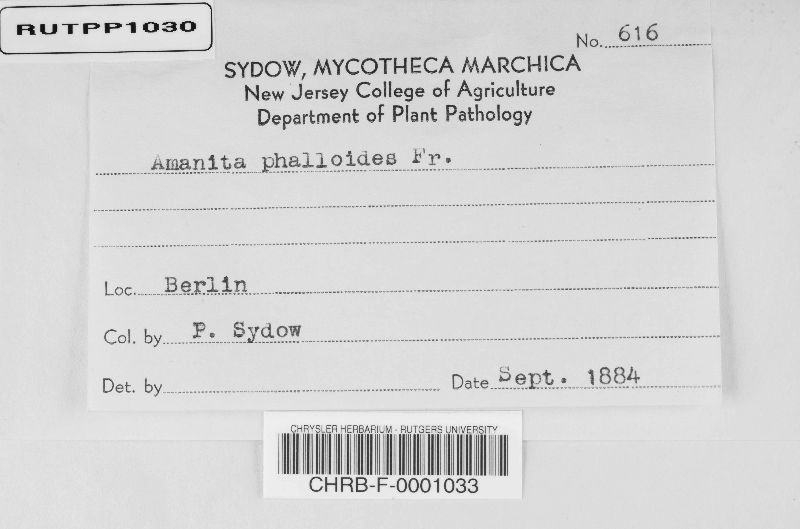 RUTPP1030
No. 616
SYDOW, MYCOTHECA MARCHICA
New Jersey College of Agriculture
Department of Plant Pathology
Amanita phalloides Fr.
Loc. Berlin
Col. by P. Sydow
Det. by
Date Sept. 1884
CHRYSLER HERBARIUM - RUTGERS UNIVERSITY
CHRB-F-0001033